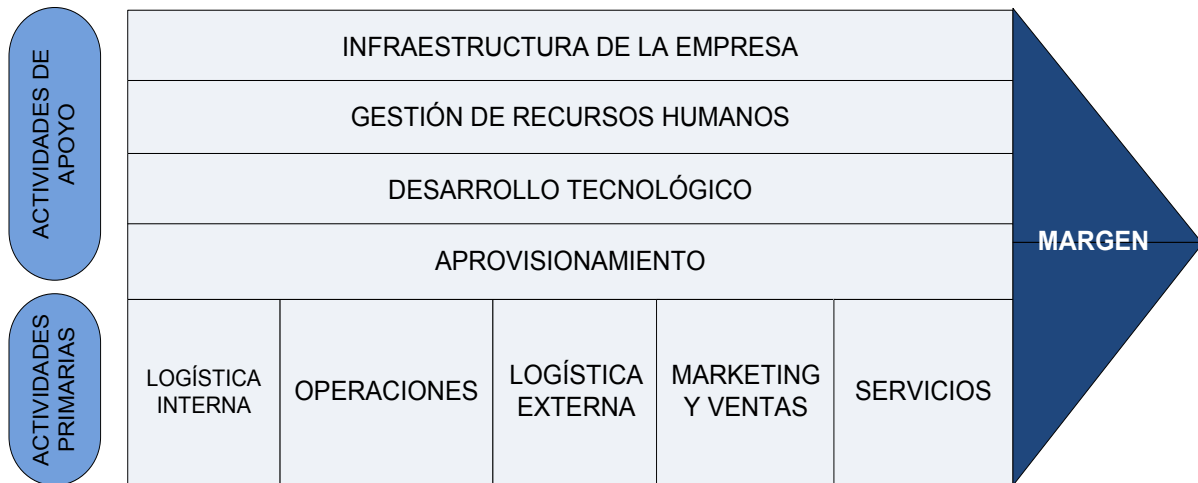 ACTIVIDADES DE
APOYO
INFRAESTRUCTURA DE LA EMPRESA
GESTIÓN DE RECURSOS HUMANOS
DESARROLLO TECNOLÓGICO
APROVISIONAMIENTO
MARGEN
ACTIVIDADES
PRIMARIAS
LOGÍSTICA
INTERNA
OPERACIONES
LOGÍSTICA
EXTERNA
MARKETING
Y VENTAS
SERVICIOS